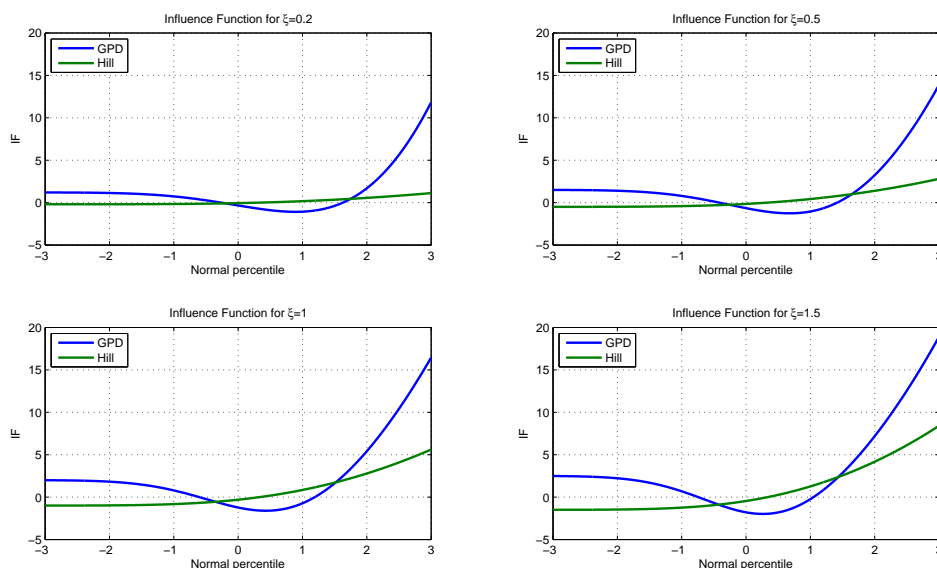 Influence Function for ξ=0.2
20
15
10
5
0
−5
IF
GPD
Hill
−3 −2 −1 0 1 2 3
Normal percentile
Influence Function for ξ=0.5
20
15
10
5
0
−5
IF
GPD
Hill
−3 −2 −1 0 1 2 3
Normal percentile
Influence Function for ξ=1
20
15
10
5
0
−5
IF
GPD
Hill
−3 −2 −1 0 1 2 3
Normal percentile
Influence Function for ξ=1.5
20
15
10
5
0
−5
IF
GPD
Hill
−3 −2 −1 0 1 2 3
Normal percentile